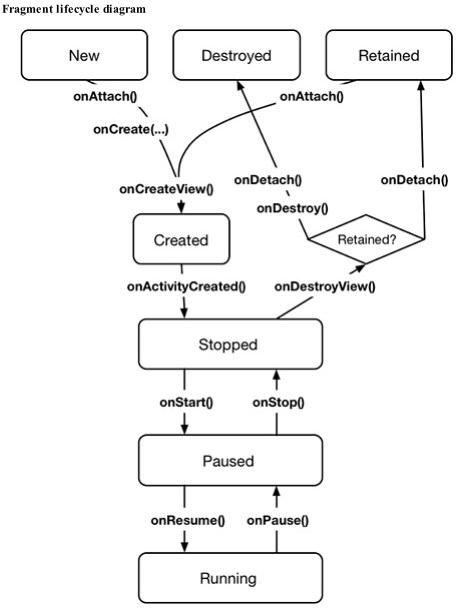 Fragment lifecycle diagram
New
Destroyed
Retained
onAttach()
onAttach()
onCreate(...)
onDetach()
onDetach()
onCreateView()
onDestroy()
Created
Retained?
onActivityCreated()
onDestroyView()
Stopped
onStart()
onStop()
Paused
onResume()
onPause()
Running